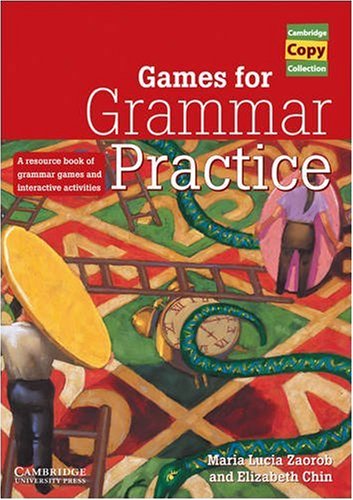 Cambridge
Copy
Collection
Games for
Grammar
Practice
A resource book of
grammar games and
interactive activities
Maria Lucia Zaorob
and Elizabeth Chin
CAMBRIDGE
UNIVERSITY PRESS